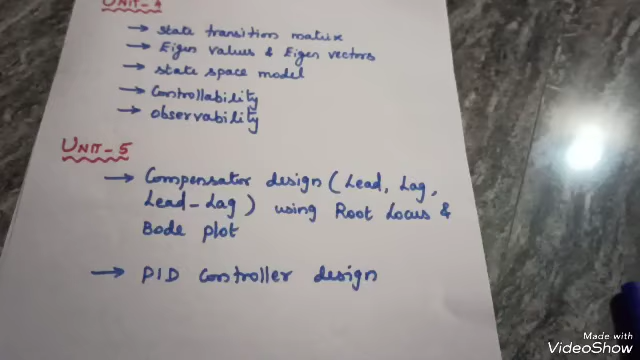 UNIT-4
→ state transition matrix
→ Eigen values & Eigen vectors
→ state space model
→ Controllability
→ observability
UNIT-5
→ Compensator design (Lead, Lag,
Lead-Lag) using Root Locus &
Bode plot
→ PID controller design
Made with
VideoShow